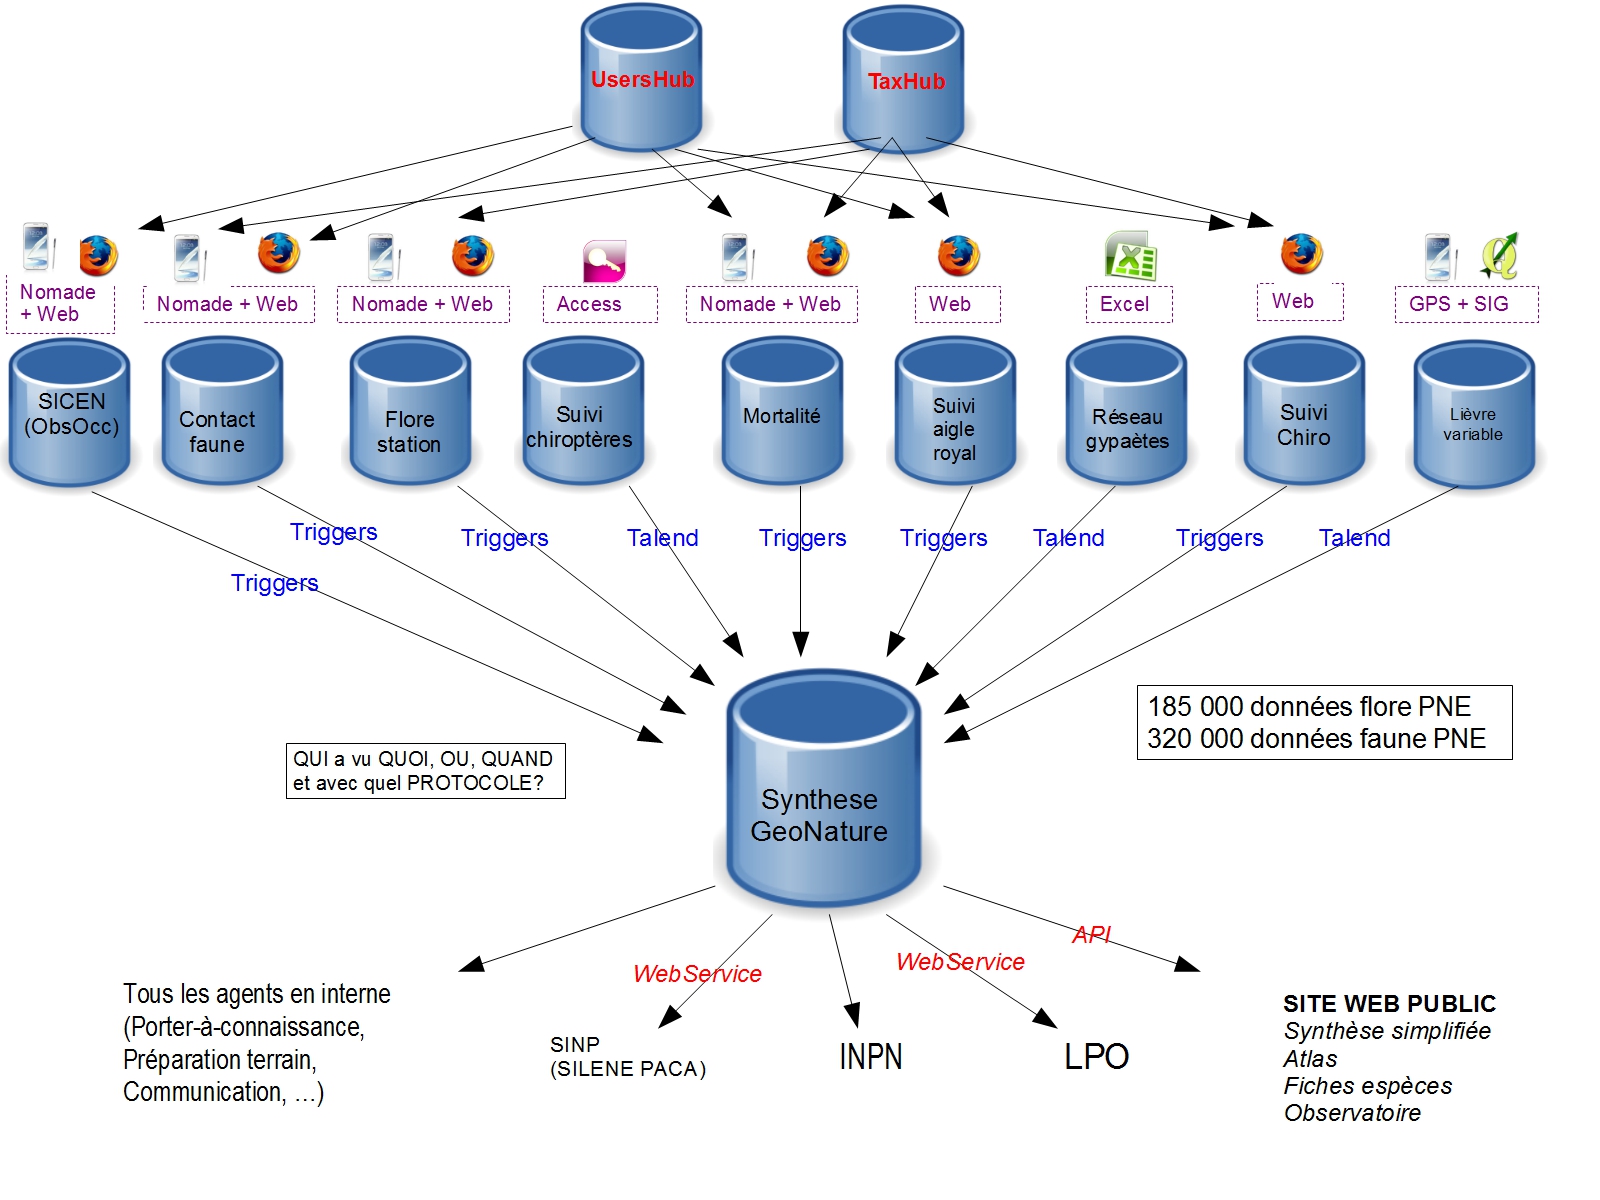 UsersHub
TaxHub
Nomade
+ Web
Nomade + Web
Nomade + Web
Access
Nomade + Web
Web
Excel
Web
GPS + SIG
SICEN
(ObsOcc)
Contact
faune
Flore
station
Suivi
chiroptères
Mortalité
Suivi
aigle
royal
Réseau
gypaètes
Suivi
Chiro
Lièvre
variable
Triggers
Triggers
Triggers
Talend
Triggers
Triggers
Talend
Triggers
Talend
185 000 données flore PNE
320 000 données faune PNE
QUI a vu QUOI, OU, QUAND
et avec quel PROTOCOLE?
Synthese
GeoNature
WebService
WebService
API
Tous les agents en interne
(Porter-à-connaissance,
Préparation terrain,
Communication, ...)
SINP
(SILENE PACA)
INPN
LPO
SITE WEB PUBLIC
Synthèse simplifiée
Atlas
Fiches espèces
Observatoire